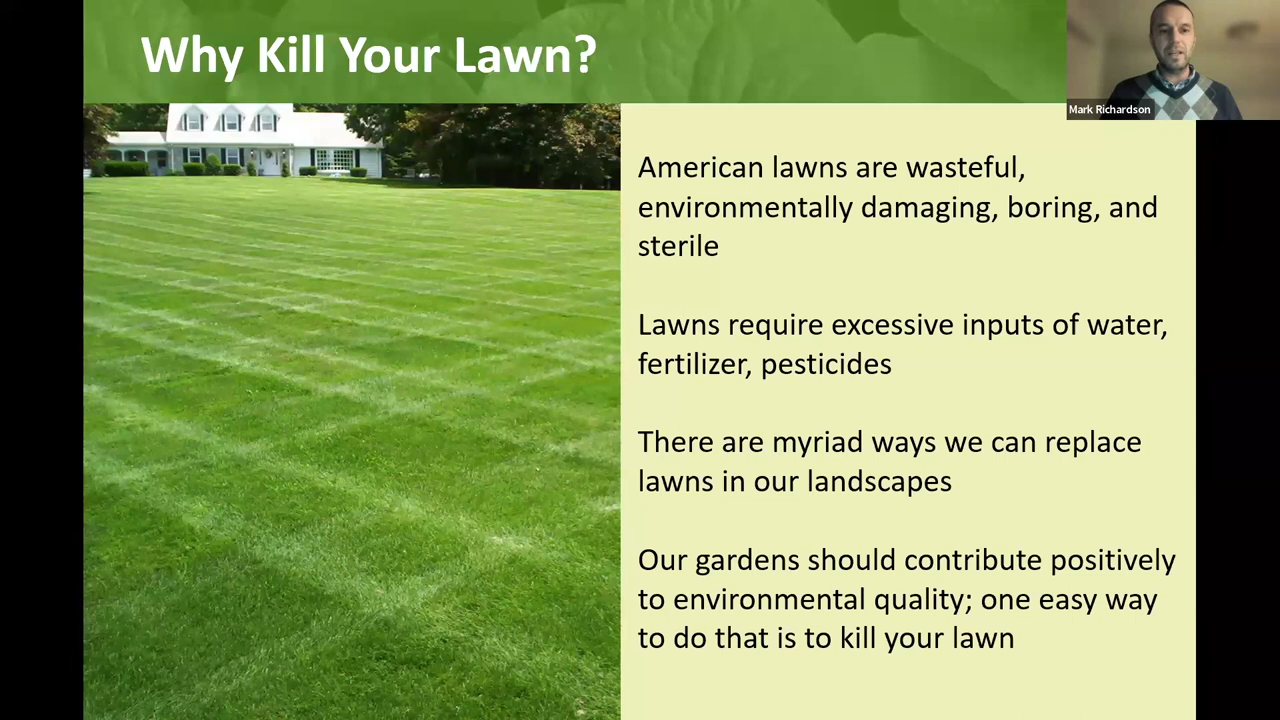 Why Kill Your Lawn?
Mark Richardson
American lawns are wasteful,
environmentally damaging, boring, and
sterile
Lawns require excessive inputs of water,
fertilizer, pesticides
There are myriad ways we can replace
lawns in our landscapes
Our gardens should contribute positively
to environmental quality; one easy way
to do that is to kill your lawn